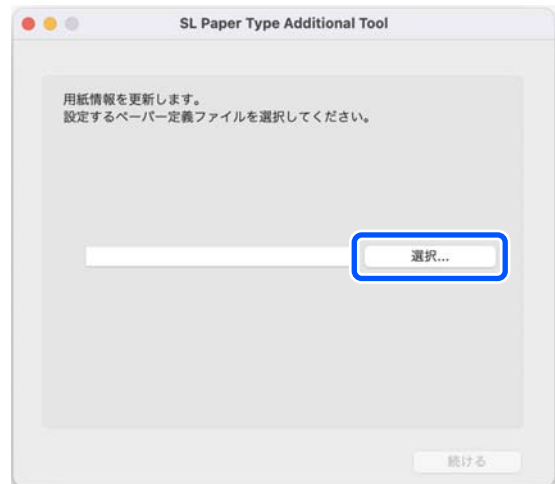 SL Paper Type Additional Tool
用紙情報を更新します。
設定するペーパー定義ファイルを選択してください。
選択...
続ける